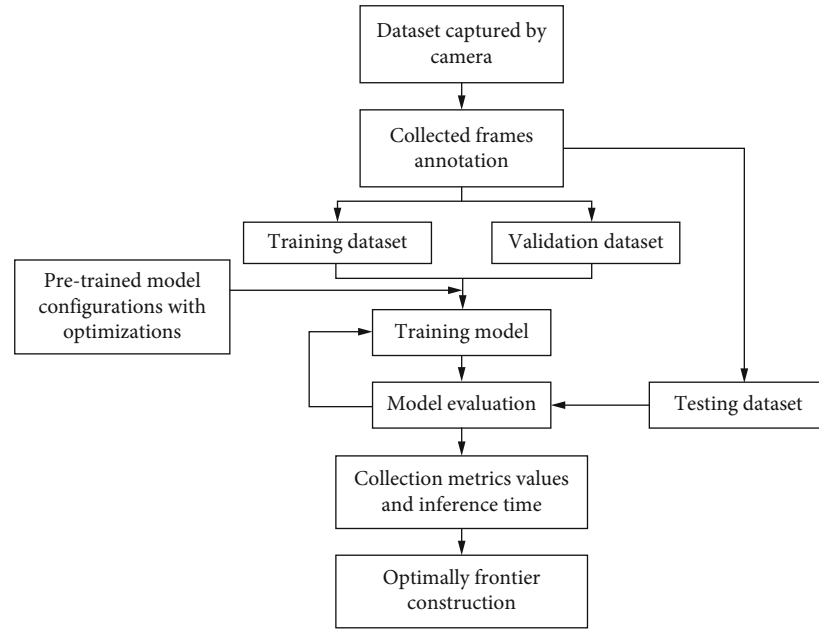 Dataset captured by
camera
Collected frames
annotation
Training dataset
Validation dataset
Pre-trained model
configurations with
optimizations
Training model
Model evaluation
Testing dataset
Collection metrics values
and inference time
Optimally frontier
construction